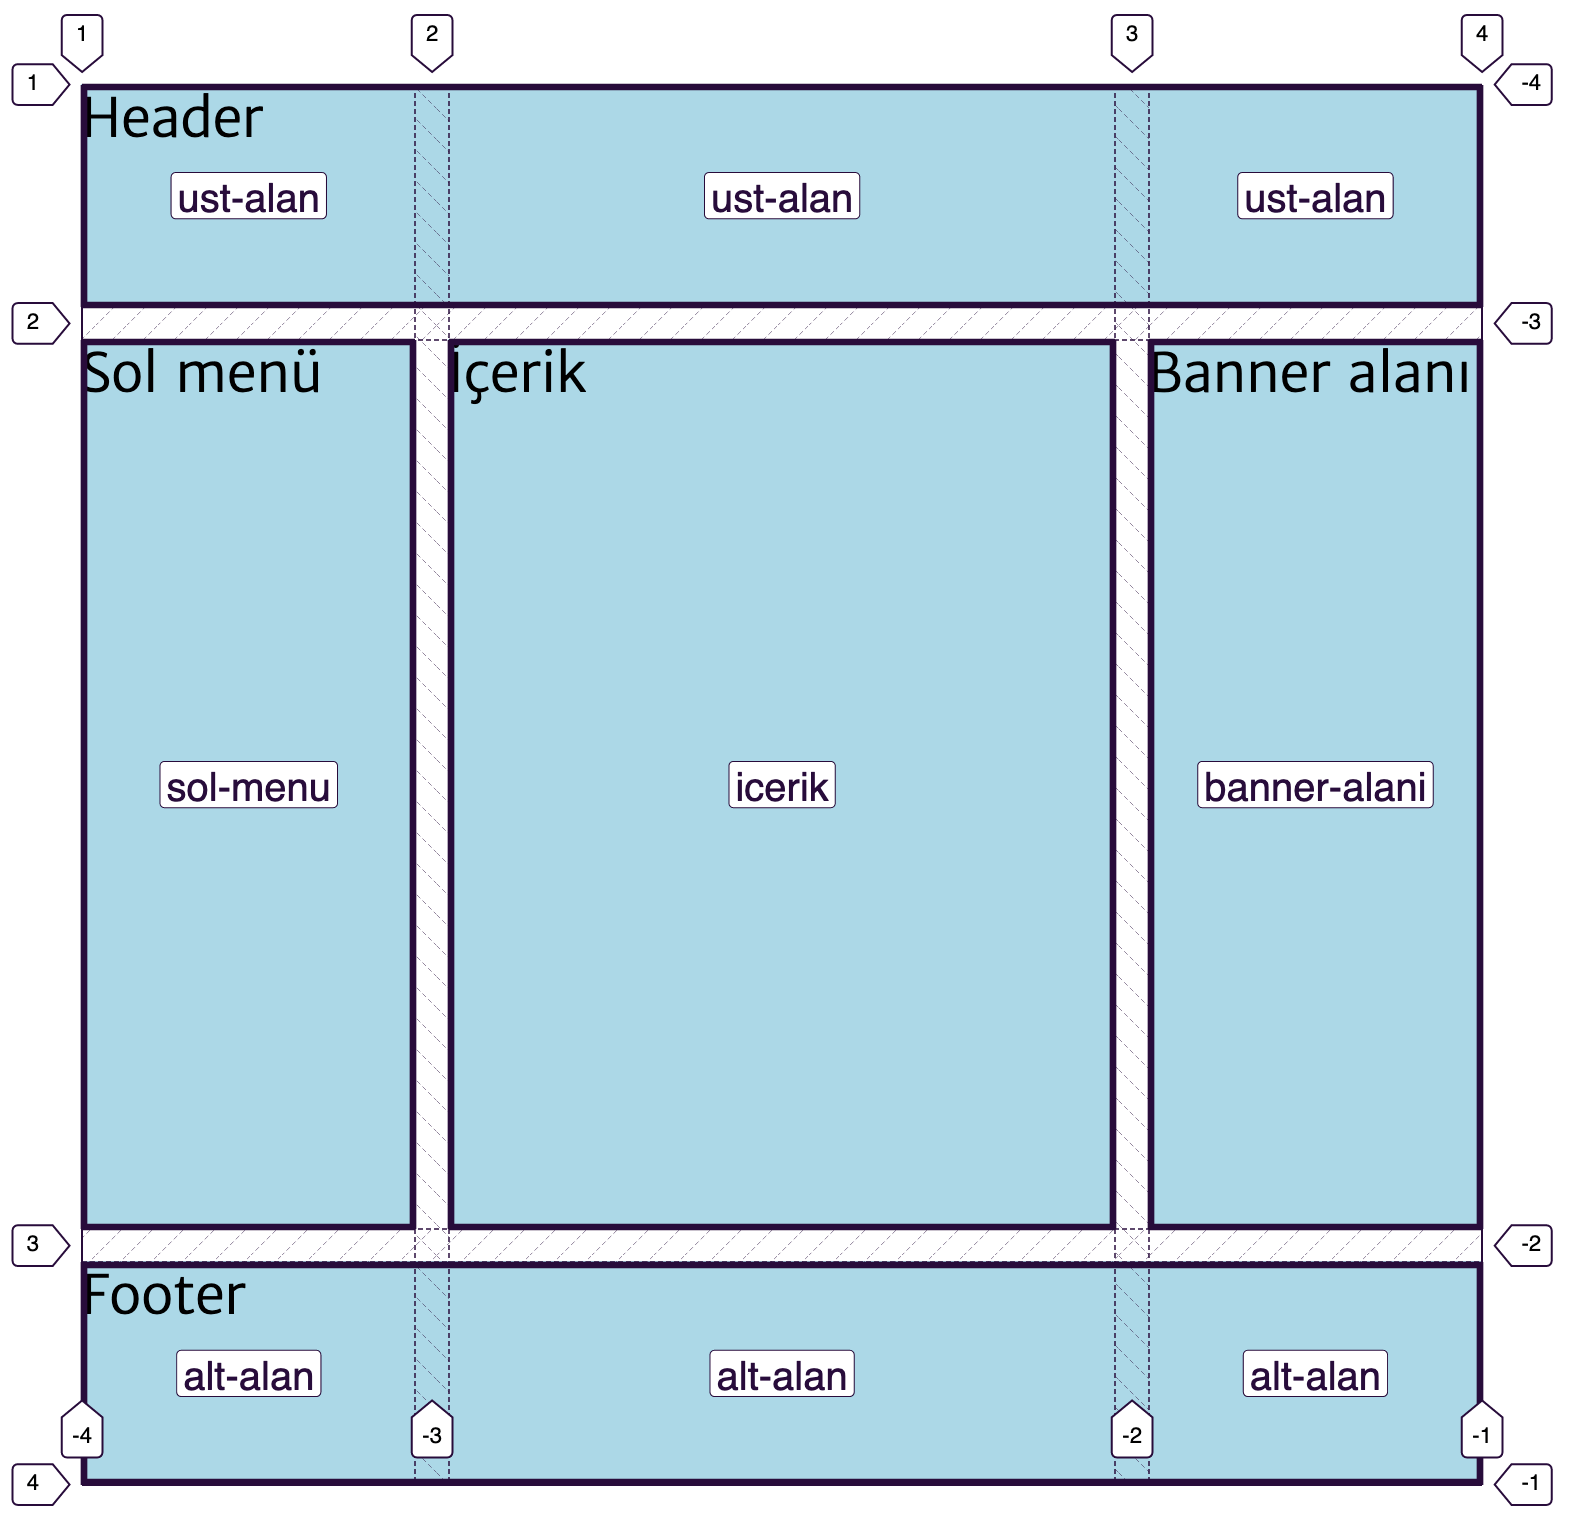 1 2 3 4
1 -4
Header
ust-alan ust-alan ust-alan
2 -3
Sol menü İçerik Banner alanı
sol-menu icerik banner-alani
3 -2
Footer
alt-alan alt-alan alt-alan
-4 -3 -2 -1
4 -1